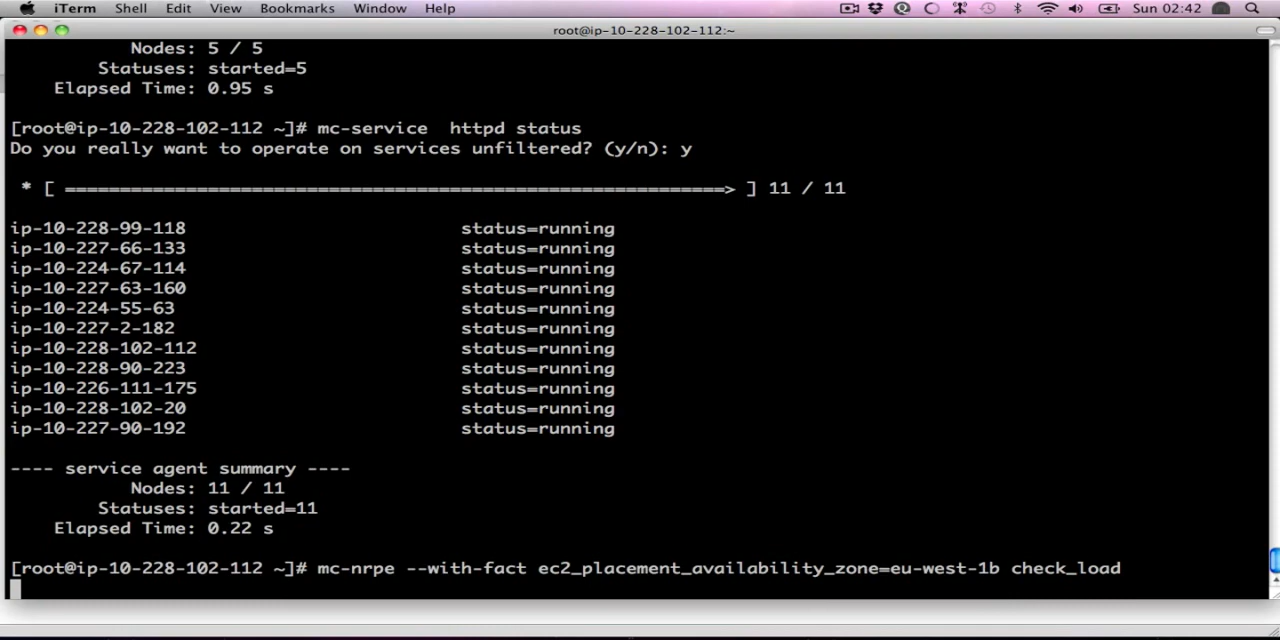 iTerm Shell Edit View Bookmarks Window Help Sun 02:42
root@ip-10-228-102-112:~
Nodes: 5 / 5
Statuses: started=5
Elapsed Time: 0.95 s
[root@ip-10-228-102-112 ~]# mc-service  httpd status
Do you really want to operate on services unfiltered? (y/n): y
* [ ============================================================> ] 11 / 11
ip-10-228-99-118 status=running
ip-10-227-66-133 status=running
ip-10-224-67-114 status=running
ip-10-227-63-160 status=running
ip-10-224-55-63 status=running
ip-10-227-2-182 status=running
ip-10-228-102-112 status=running
ip-10-228-90-223 status=running
ip-10-226-111-175 status=running
ip-10-228-102-20 status=running
ip-10-227-90-192 status=running
---- service agent summary ----
Nodes: 11 / 11
Statuses: started=11
Elapsed Time: 0.22 s
[root@ip-10-228-102-112 ~]# mc-nrpe --with-fact ec2_placement_availability_zone=eu-west-1b check_load